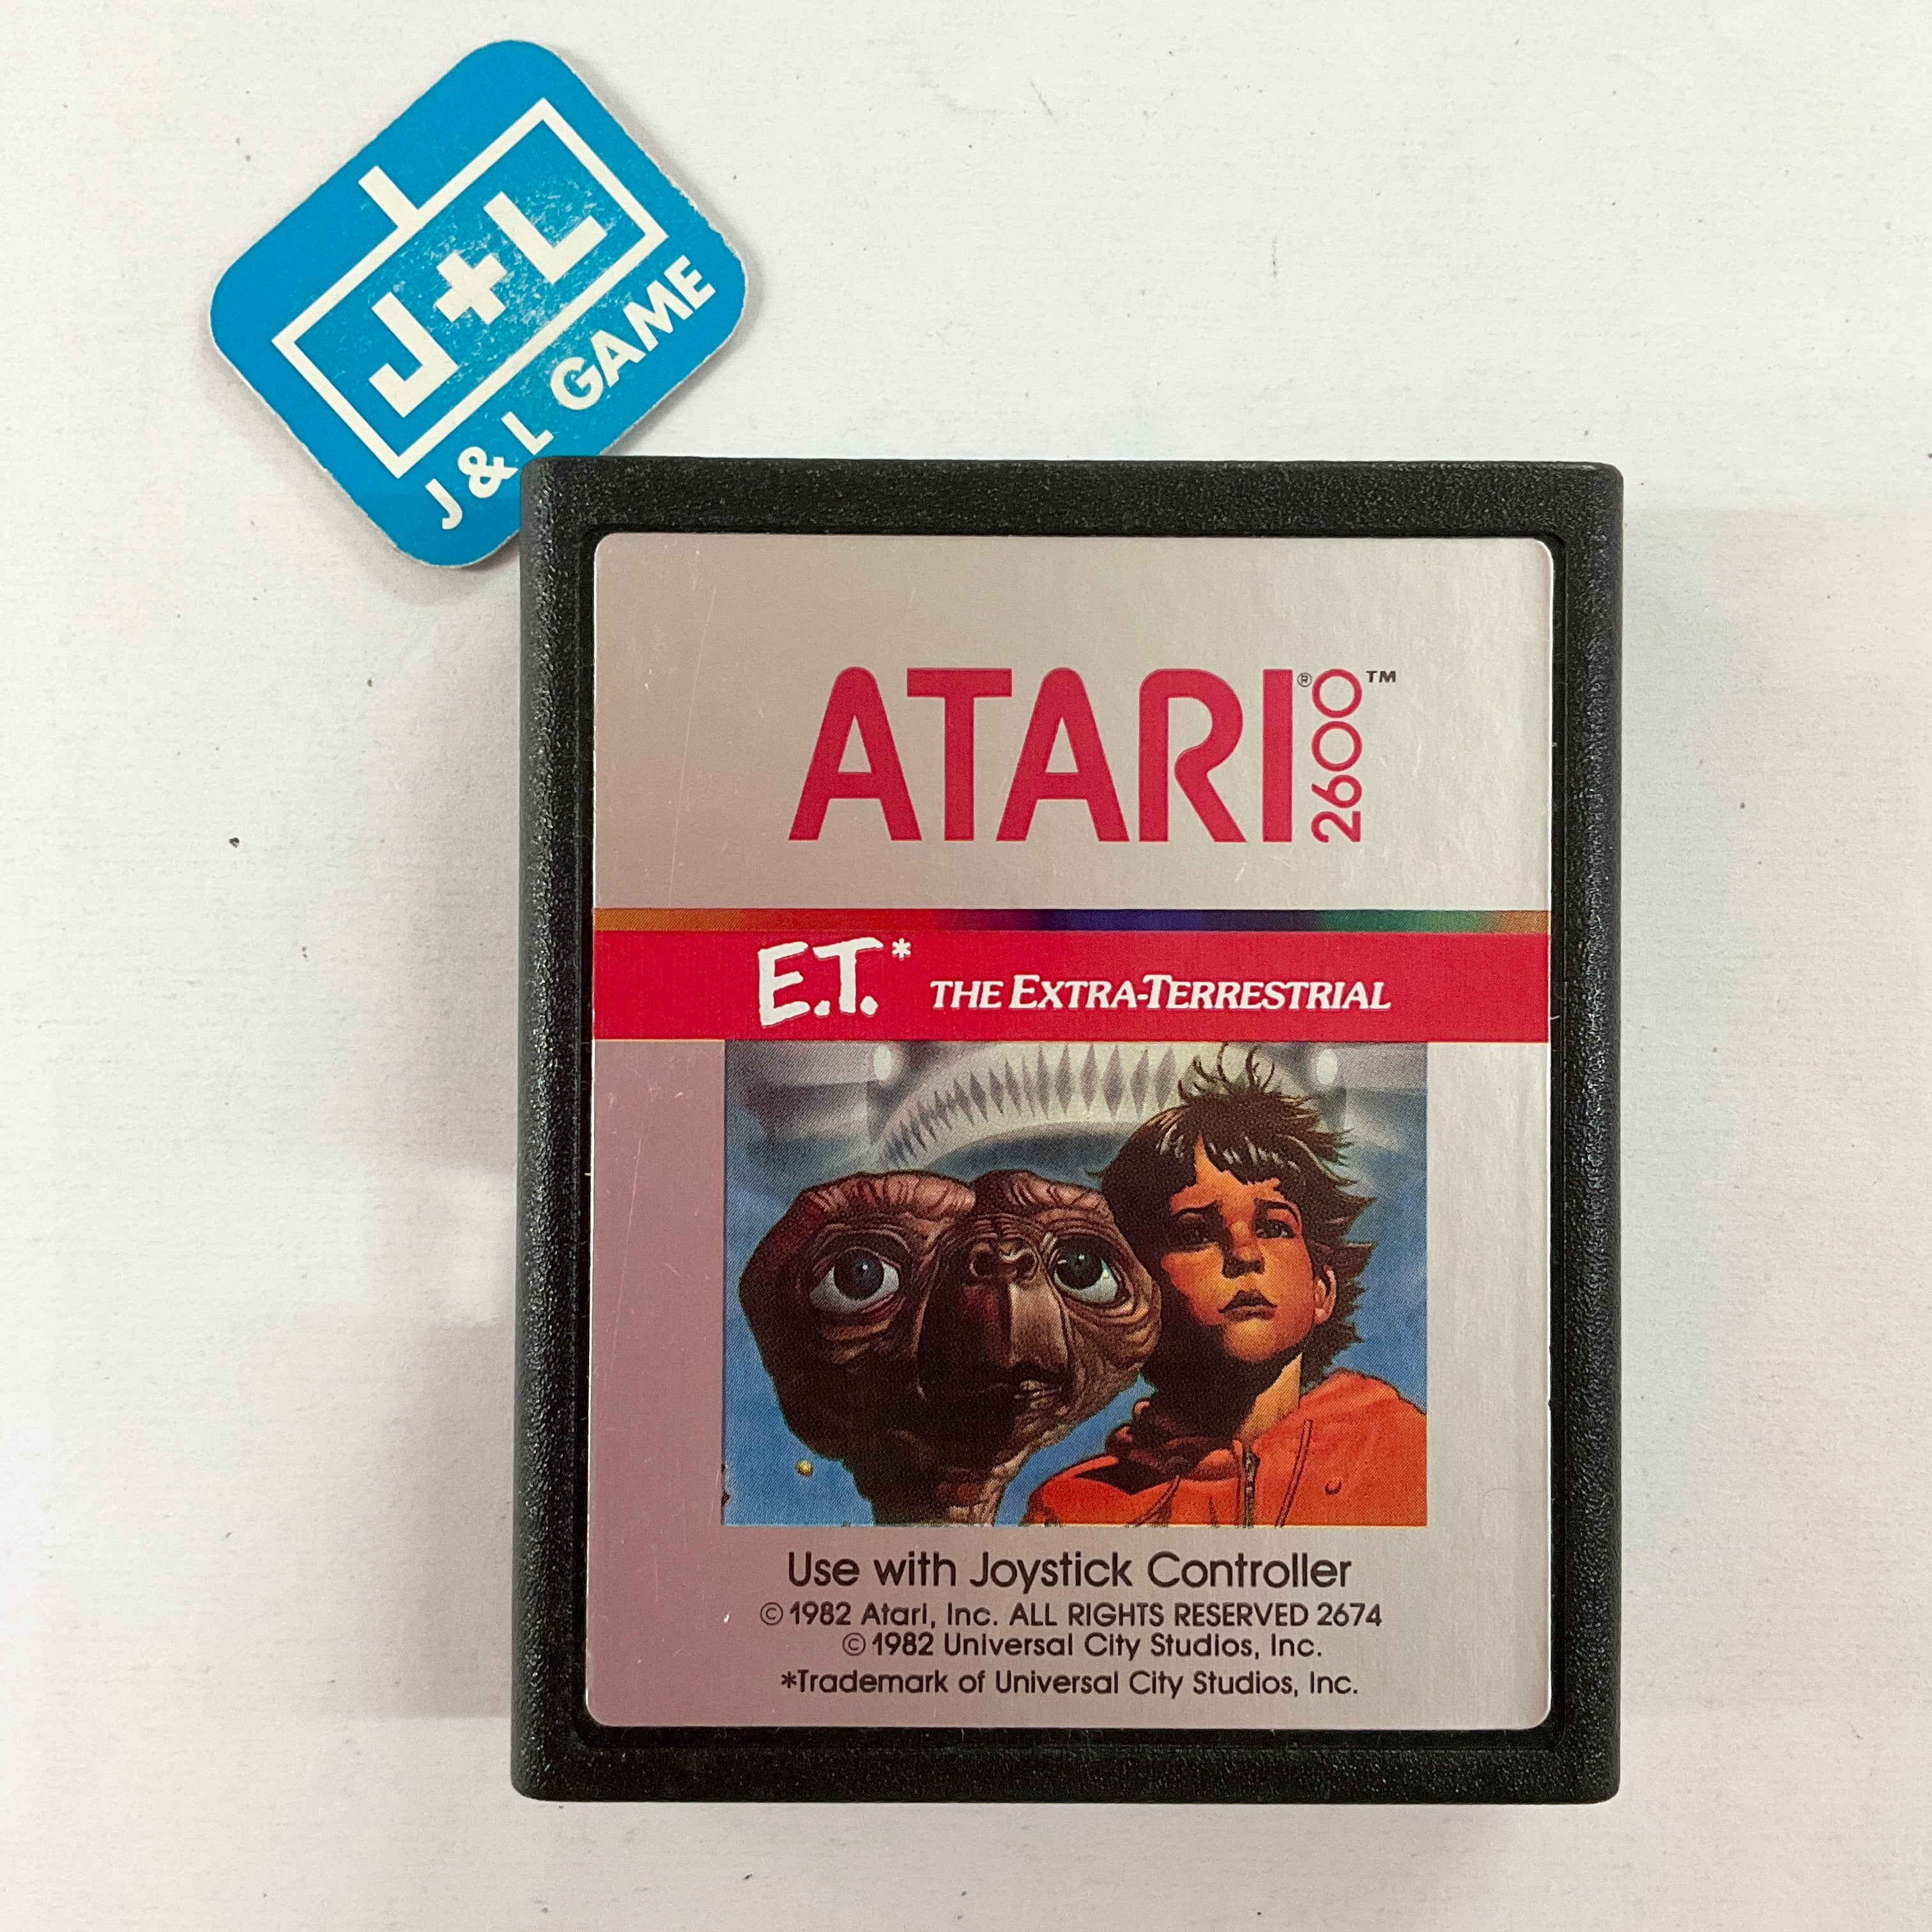 J+L
J & L GAME
ATARI® 2600™
E.T.* THE EXTRA-TERRESTRIAL
Use with Joystick Controller
© 1982 Atari, Inc. ALL RIGHTS RESERVED 2674
© 1982 Universal City Studios, Inc.
*Trademark of Universal City Studios, Inc.